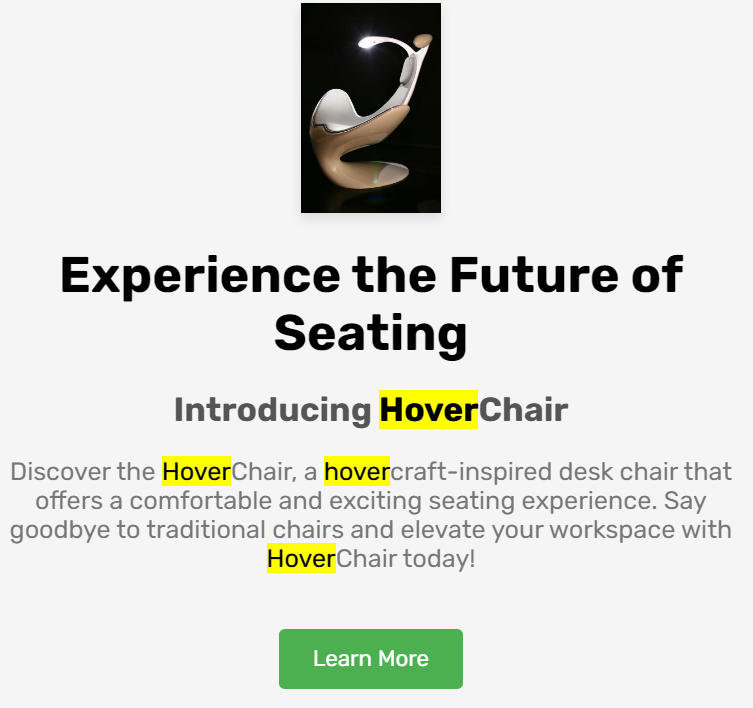 Experience the Future of
Seating
Introducing HoverChair
Discover the HoverChair, a hovercraft-inspired desk chair that
offers a comfortable and exciting seating experience. Say
goodbye to traditional chairs and elevate your workspace with
HoverChair today!
Learn More